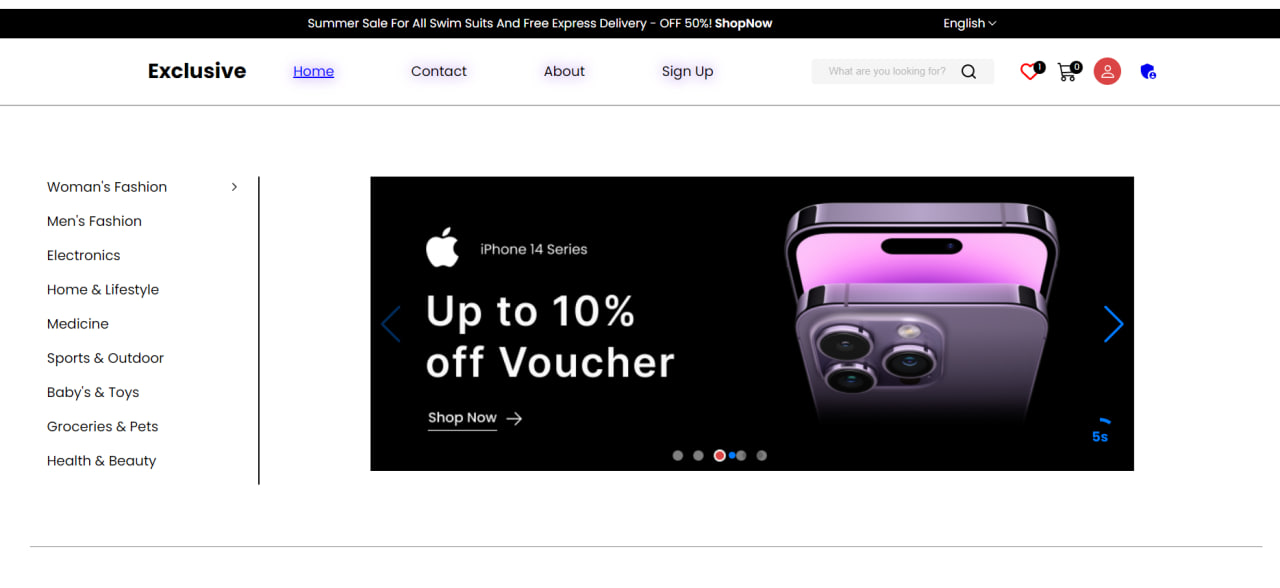 Summer Sale For All Swim Suits And Free Express Delivery - OFF 50%! ShopNow
English
Exclusive
Home
Contact
About
Sign Up
What are you looking for?
1
0
Woman's Fashion
Men's Fashion
Electronics
Home & Lifestyle
Medicine
Sports & Outdoor
Baby's & Toys
Groceries & Pets
Health & Beauty
iPhone 14 Series
Up to 10%
off Voucher
Shop Now
5s